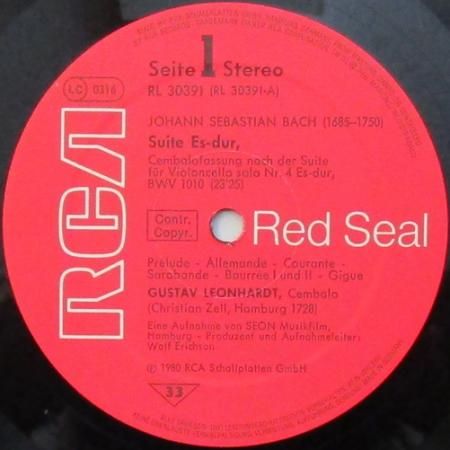 Seite 1 Stereo
LC 0316
RL 30391 (RL 30391-A)
JOHANN SEBASTIAN BACH (1685-1750)
Suite Es-dur,
Cembalofassung nach der Suite
für Violoncello solo Nr. 4 Es-dur,
BWV 1010 (23'25)
RCA
Contr.
Copyr.
Red Seal
Prélude - Allemande - Courante -
Sarabande - Bourrée I und II - Gigue
GUSTAV LEONHARDT, Cembalo
(Christian Zell, Hamburg 1728)
Eine Aufnahme von SEON Musikfilm,
Hamburg - Produzent und Aufnahmeleiter:
Wolf Erichson
Ⓟ 1980 RCA Schallplatten GmbH
33